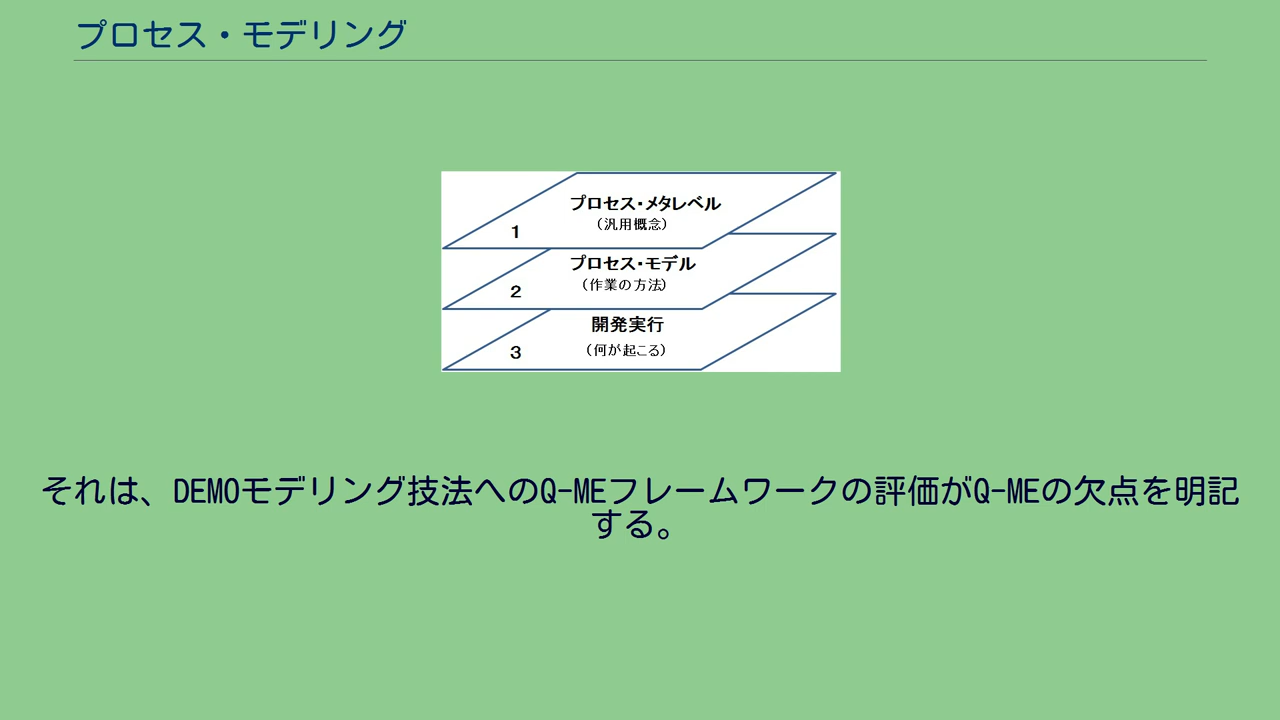 プロセス・モデリング
プロセス・メタレベル
(汎用概念)
1
プロセス・モデル
(作業の方法)
2
開発実行
(何が起こる)
3
それは、DEMOモデリング技法へのQ-MEフレームワークの評価がQ-MEの欠点を明記
する。